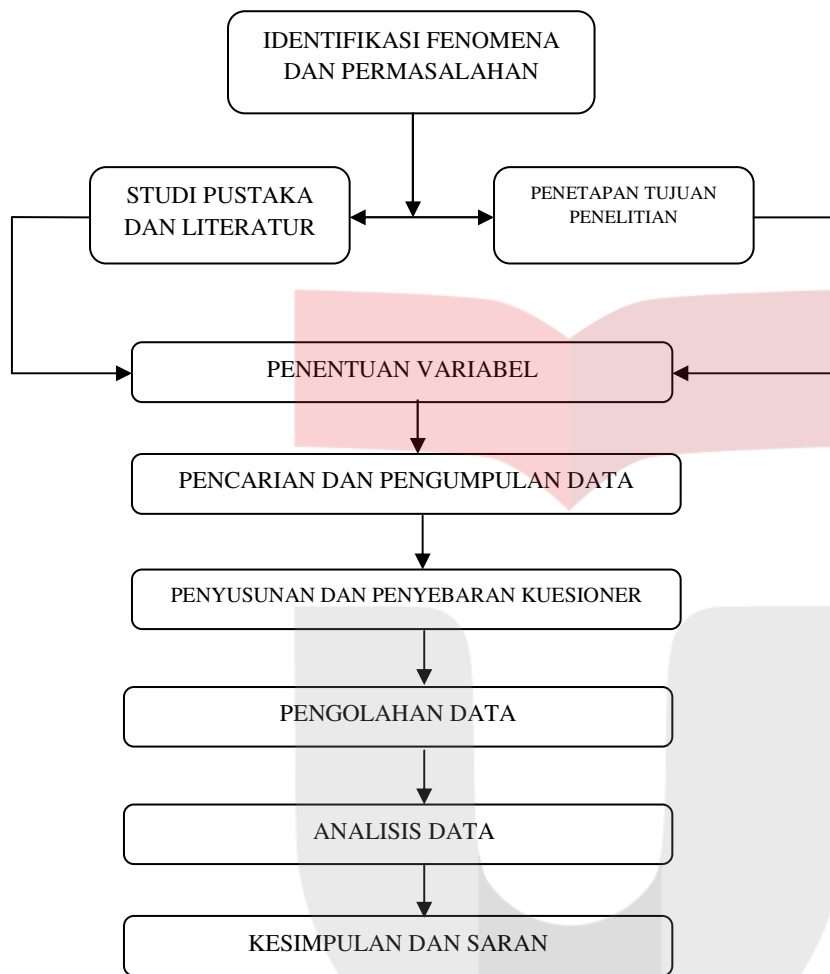 IDENTIFIKASI FENOMENA
DAN PERMASALAHAN
STUDI PUSTAKA
DAN LITERATUR
PENETAPAN TUJUAN
PENELITIAN
PENENTUAN VARIABEL
PENCARIAN DAN PENGUMPULAN DATA
PENYUSUNAN DAN PENYEBARAN KUESIONER
PENGOLAHAN DATA
ANALISIS DATA
KESIMPULAN DAN SARAN